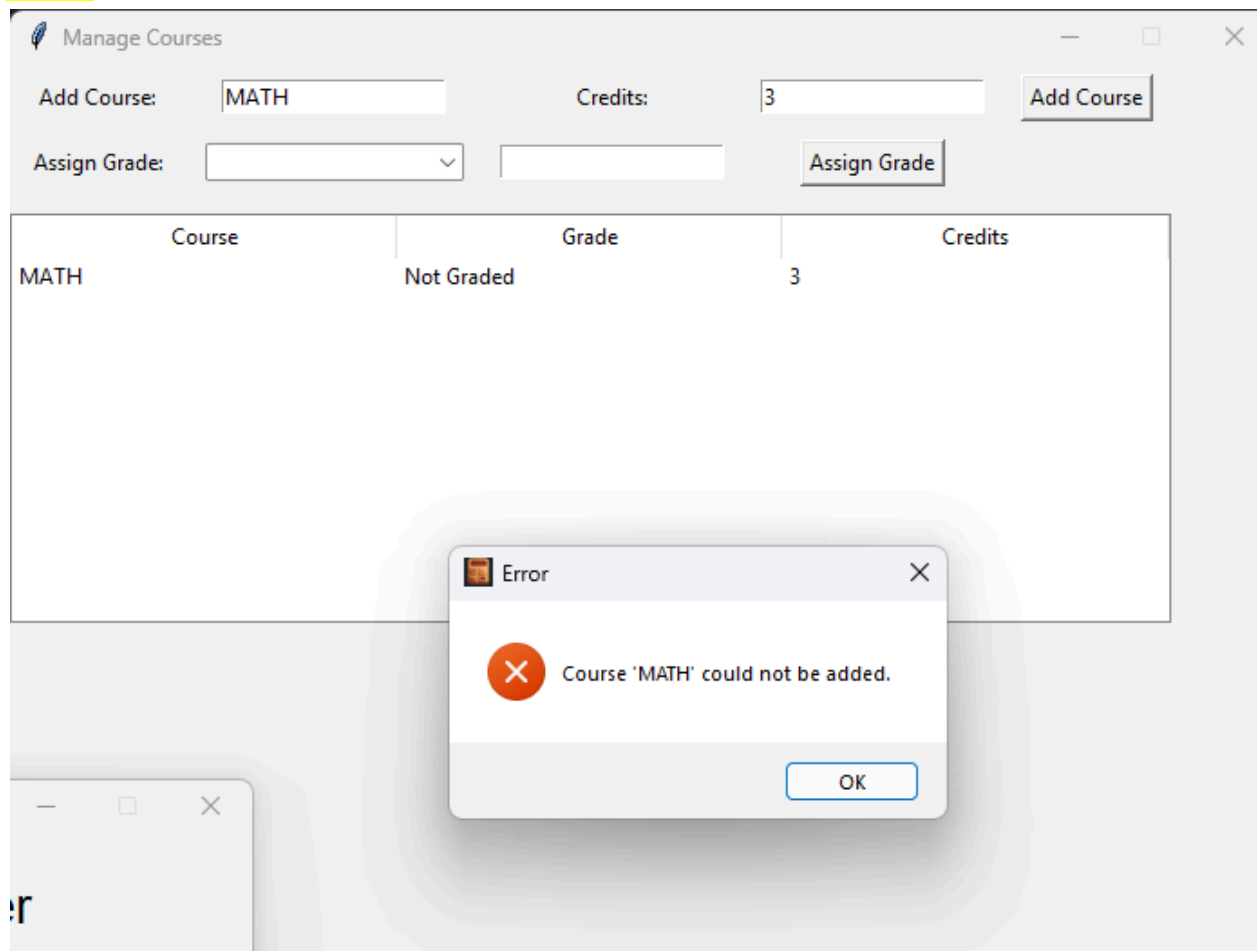 Manage Courses
Add Course: MATH Credits: 3 Add Course
Assign Grade: Assign Grade
Course Grade Credits
MATH Not Graded 3
Error
Course 'MATH' could not be added.
OK
er